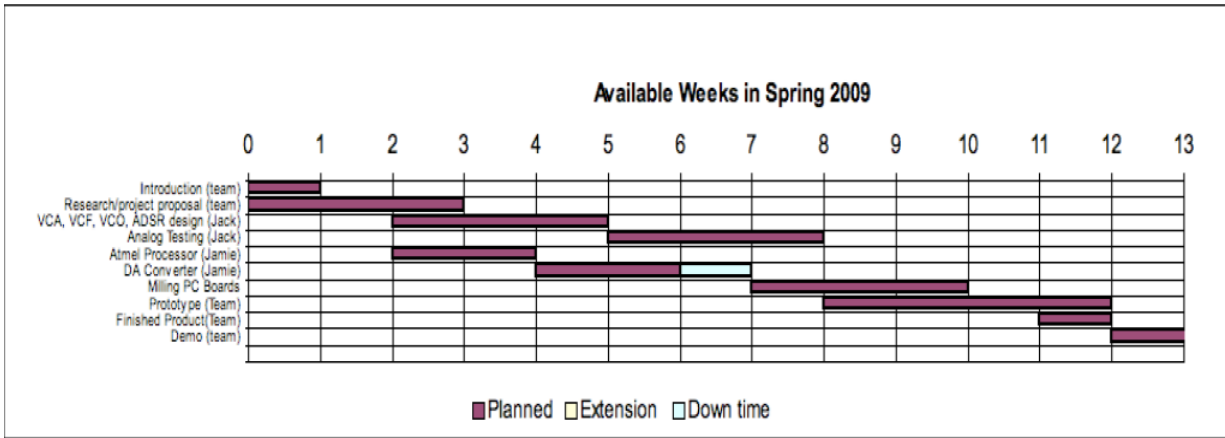 Available Weeks in Spring 2009
0 1 2 3 4 5 6 7 8 9 10 11 12 13
Introduction (team)
Research/project proposal (team)
VCA, VCF, VCO, ADSR design (Jack)
Analog Testing (Jack)
Atmel Processor (Jamie)
DA Converter (Jamie)
Milling PC Boards
Prototype (Team)
Finished Product(Team)
Demo (team)
Planned Extension Down time